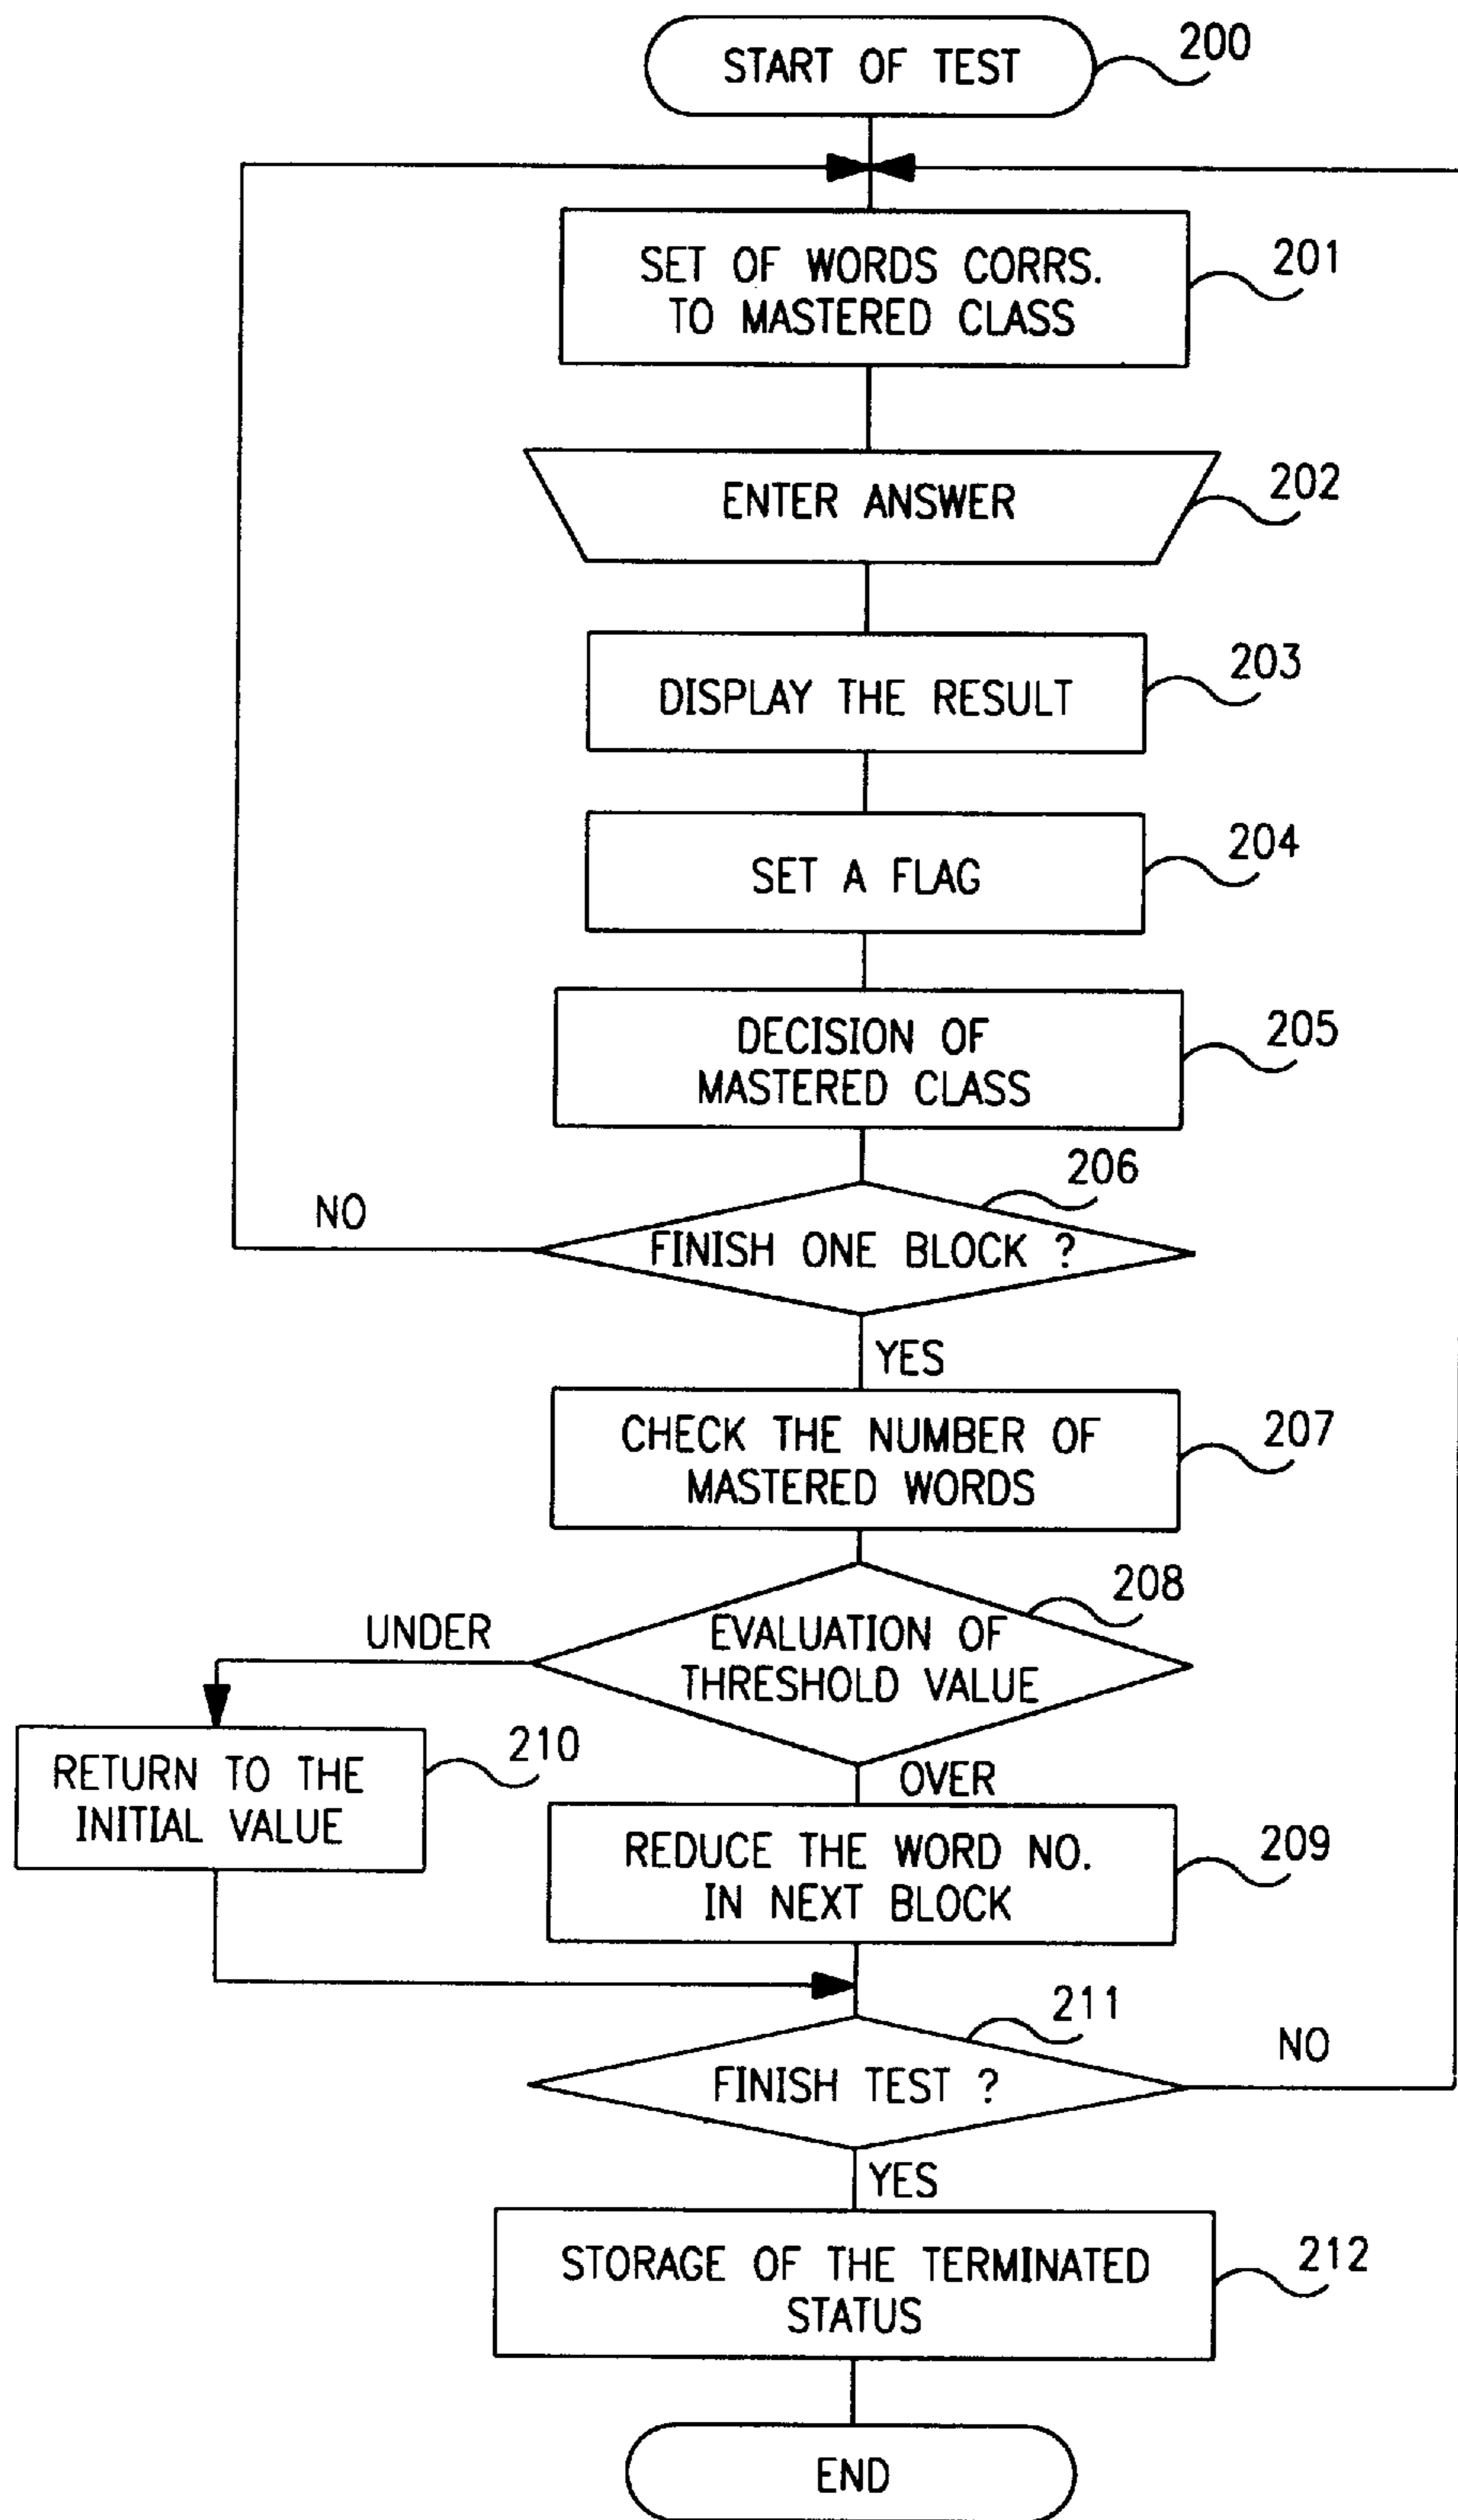 START OF TEST
200
SET OF WORDS CORRS.
TO MASTERED CLASS
201
ENTER ANSWER
202
DISPLAY THE RESULT
203
SET A FLAG
204
DECISION OF
MASTERED CLASS
205
206
NO
FINISH ONE BLOCK ?
YES
CHECK THE NUMBER OF
MASTERED WORDS
207
208
UNDER
EVALUATION OF
THRESHOLD VALUE
RETURN TO THE
INITIAL VALUE
210
OVER
REDUCE THE WORD NO.
IN NEXT BLOCK
209
211
NO
FINISH TEST ?
YES
STORAGE OF THE TERMINATED
STATUS
212
END